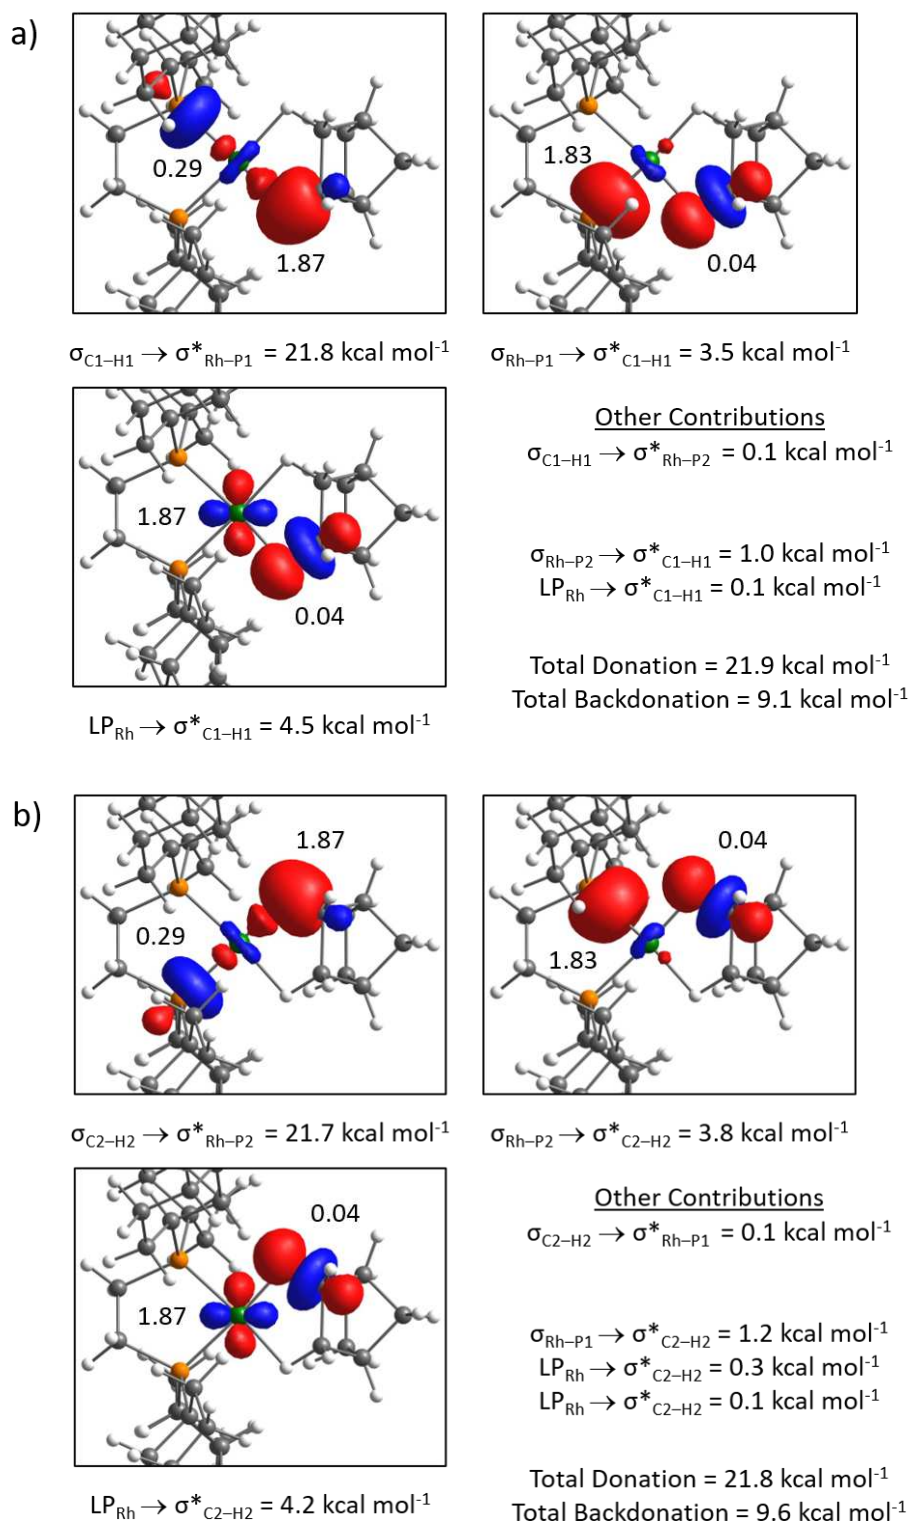 a)
0.29
1.87
1.83
0.04
σC1–H1 → σ*Rh–P1 = 21.8 kcal mol-1
σRh–P1 → σ*C1–H1 = 3.5 kcal mol-1
1.87
0.04
LPRh → σ*C1–H1 = 4.5 kcal mol-1
Other Contributions
σC1–H1 → σ*Rh–P2 = 0.1 kcal mol-1
σRh–P2 → σ*C1–H1 = 1.0 kcal mol-1
LPRh → σ*C1–H1 = 0.1 kcal mol-1
Total Donation = 21.9 kcal mol-1
Total Backdonation = 9.1 kcal mol-1
b)
1.87
0.29
0.04
1.83
σC2–H2 → σ*Rh–P2 = 21.7 kcal mol-1
σRh–P2 → σ*C2–H2 = 3.8 kcal mol-1
0.04
1.87
LPRh → σ*C2–H2 = 4.2 kcal mol-1
Other Contributions
σC2–H2 → σ*Rh–P1 = 0.1 kcal mol-1
σRh–P1 → σ*C2–H2 = 1.2 kcal mol-1
LPRh → σ*C2–H2 = 0.3 kcal mol-1
LPRh → σ*C2–H2 = 0.1 kcal mol-1
Total Donation = 21.8 kcal mol-1
Total Backdonation = 9.6 kcal mol-1